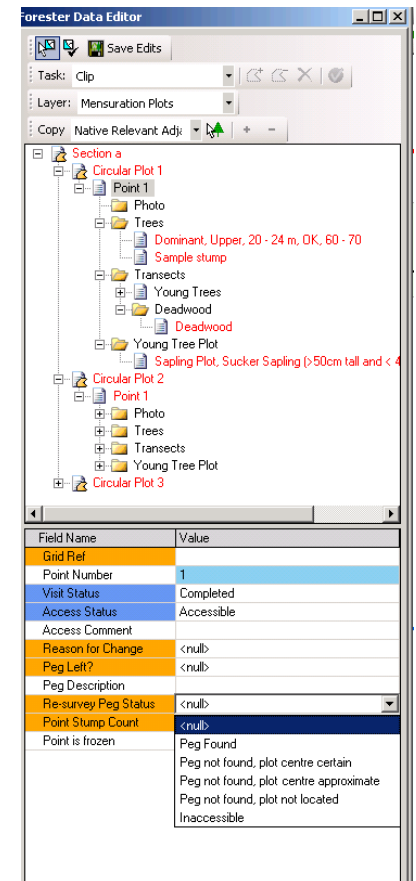 Forester Data Editor
Save Edits
Task: Clip
Layer: Mensuration Plots
Copy Native Relevant Adj
Section a
Circular Plot 1
Point 1
Photo
Trees
Dominant, Upper, 20 - 24 m, OK, 60 - 70
Sample stump
Transects
Young Trees
Deadwood
Deadwood
Young Tree Plot
Sapling Plot, Sucker Sapling (>50cm tall and < 4
Circular Plot 2
Point 1
Photo
Trees
Transects
Young Tree Plot
Circular Plot 3
Field Name Value
Grid Ref
Point Number 1
Visit Status Completed
Access Status Accessible
Access Comment
Reason for Change <null>
Peg Left? <null>
Peg Description
Re-survey Peg Status <null>
Point Stump Count <null>
Point is frozen Peg Found
Peg not found, plot centre certain
Peg not found, plot centre approximate
Peg not found, plot not located
Inaccessible